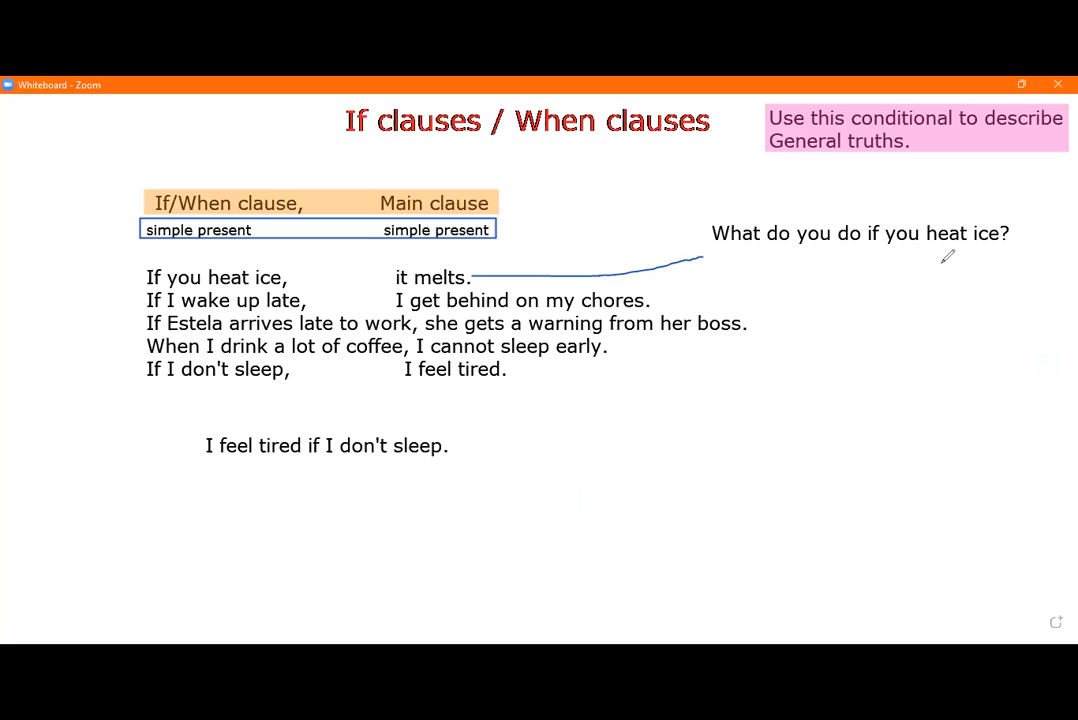 Whiteboard - Zoom
If clauses / When clauses
Use this conditional to describe
General truths.
If/When clause, Main clause
simple present simple present
What do you do if you heat ice?
If you heat ice, it melts.
If I wake up late, I get behind on my chores.
If Estela arrives late to work, she gets a warning from her boss.
When I drink a lot of coffee, I cannot sleep early.
If I don't sleep, I feel tired.
I feel tired if I don't sleep.